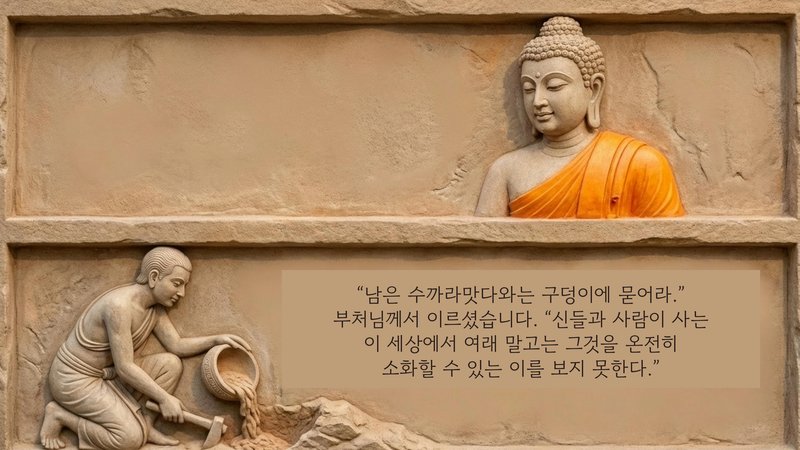 “남은 수까라맛다와는 구덩이에 묻어라.”
부처님께서 이르셨습니다. “신들과 사람이 사는
이 세상에서 여래 말고는 그것을 온전히
소화할 수 있는 이를 보지 못한다.”